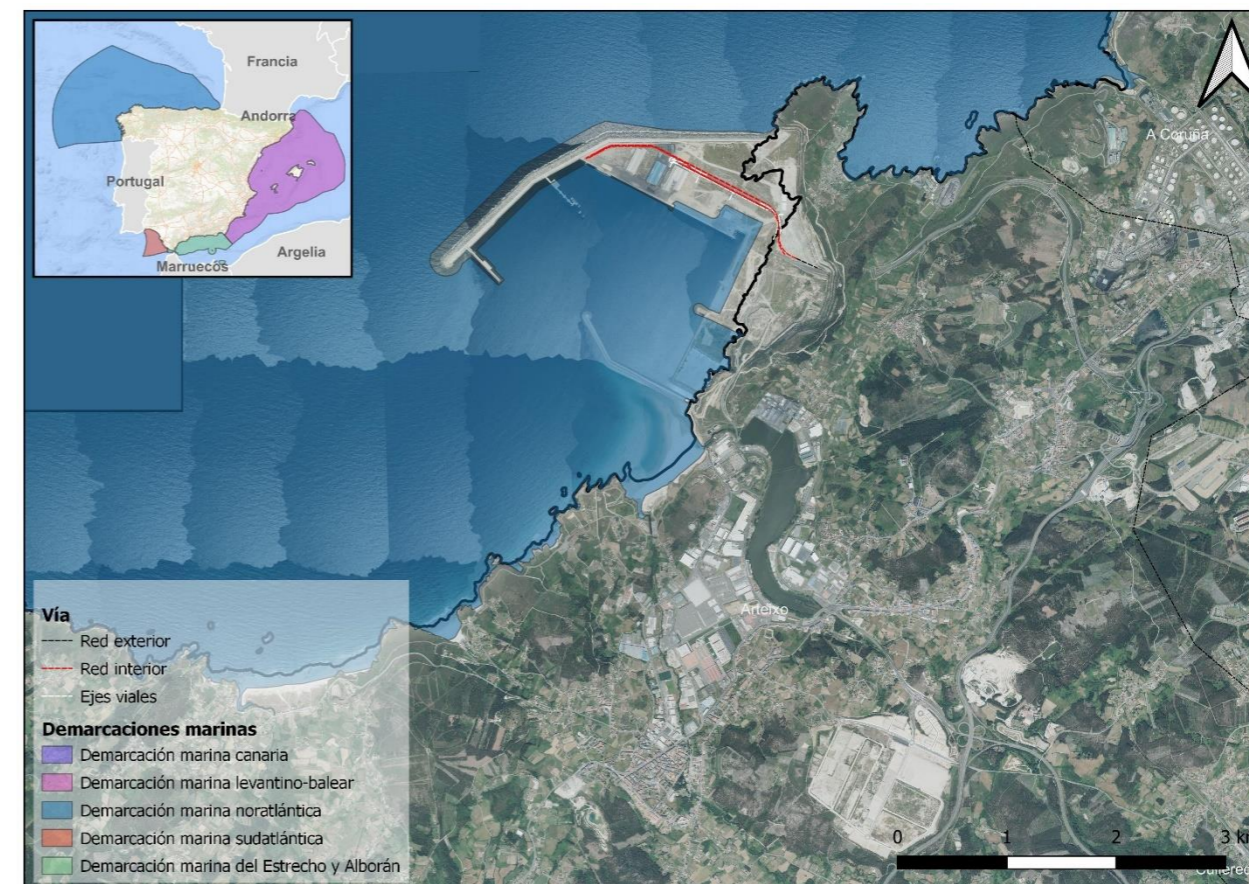 Francia
Andorra
Portugal
Argelia
Marruecos
A Coruña
Arteixo
Vía
Red exterior
Red interior
Ejes viales
Demarcaciones marinas
Demarcación marina canaria
Demarcación marina levantino-balear
Demarcación marina noratlántica
Demarcación marina sudatlántica
Demarcación marina del Estrecho y Alborán
0 1 2 3 km